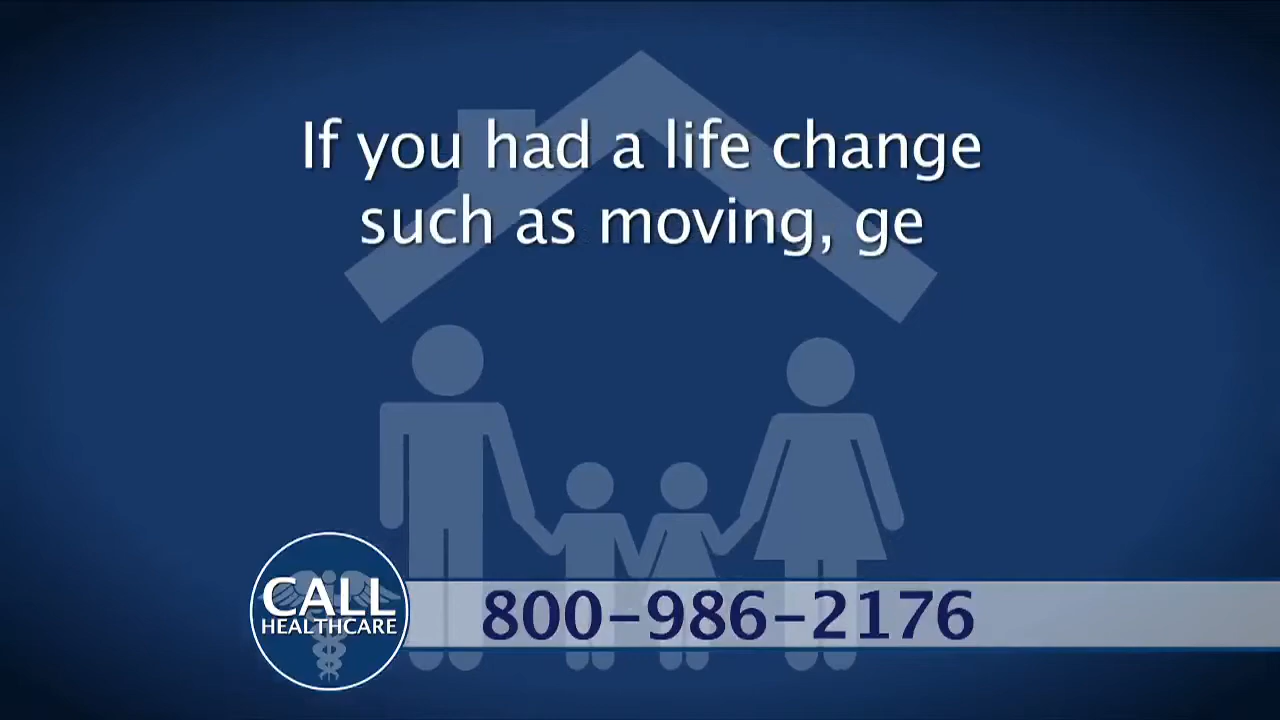 If you had a life change
such as moving, ge
CALL
HEALTHCARE
800-986-2176